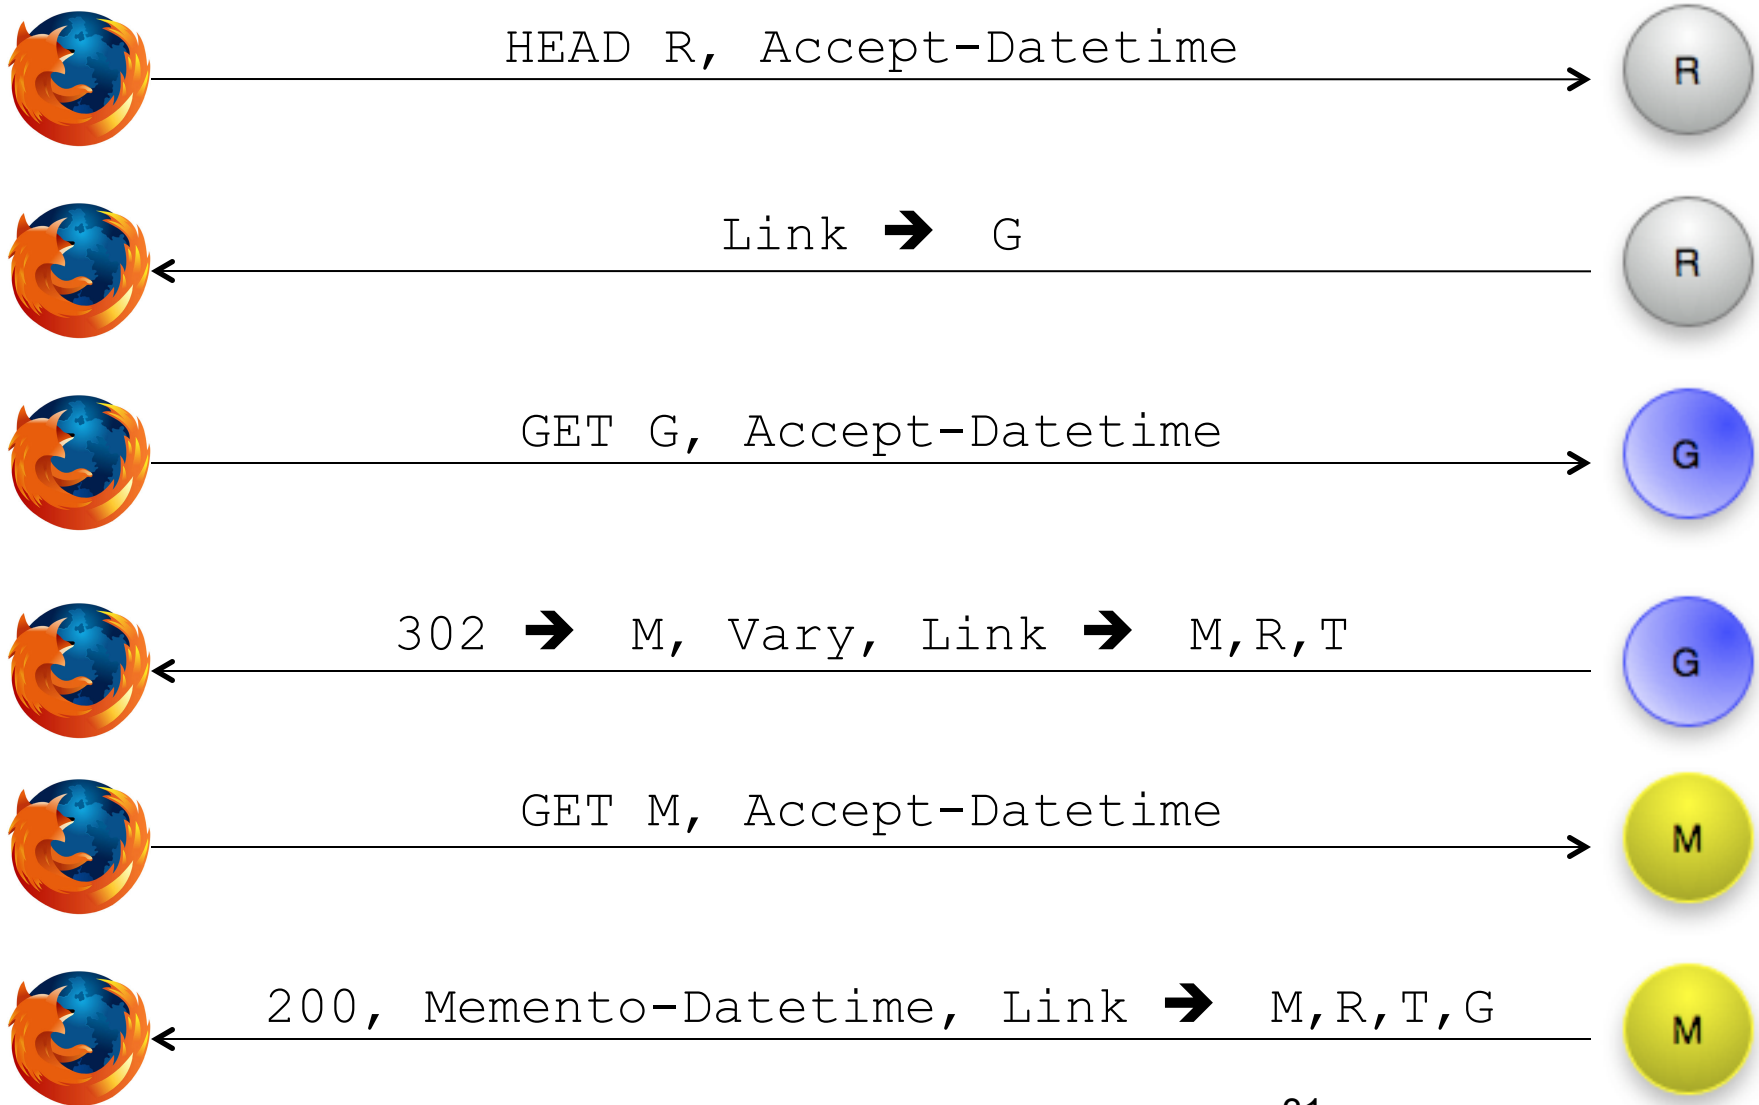 HEAD R, Accept-Datetime
R
Link ➔ G
R
GET G, Accept-Datetime
G
302 ➔ M, Vary, Link ➔ M,R,T
G
GET M, Accept-Datetime
M
200, Memento-Datetime, Link ➔ M,R,T,G
M